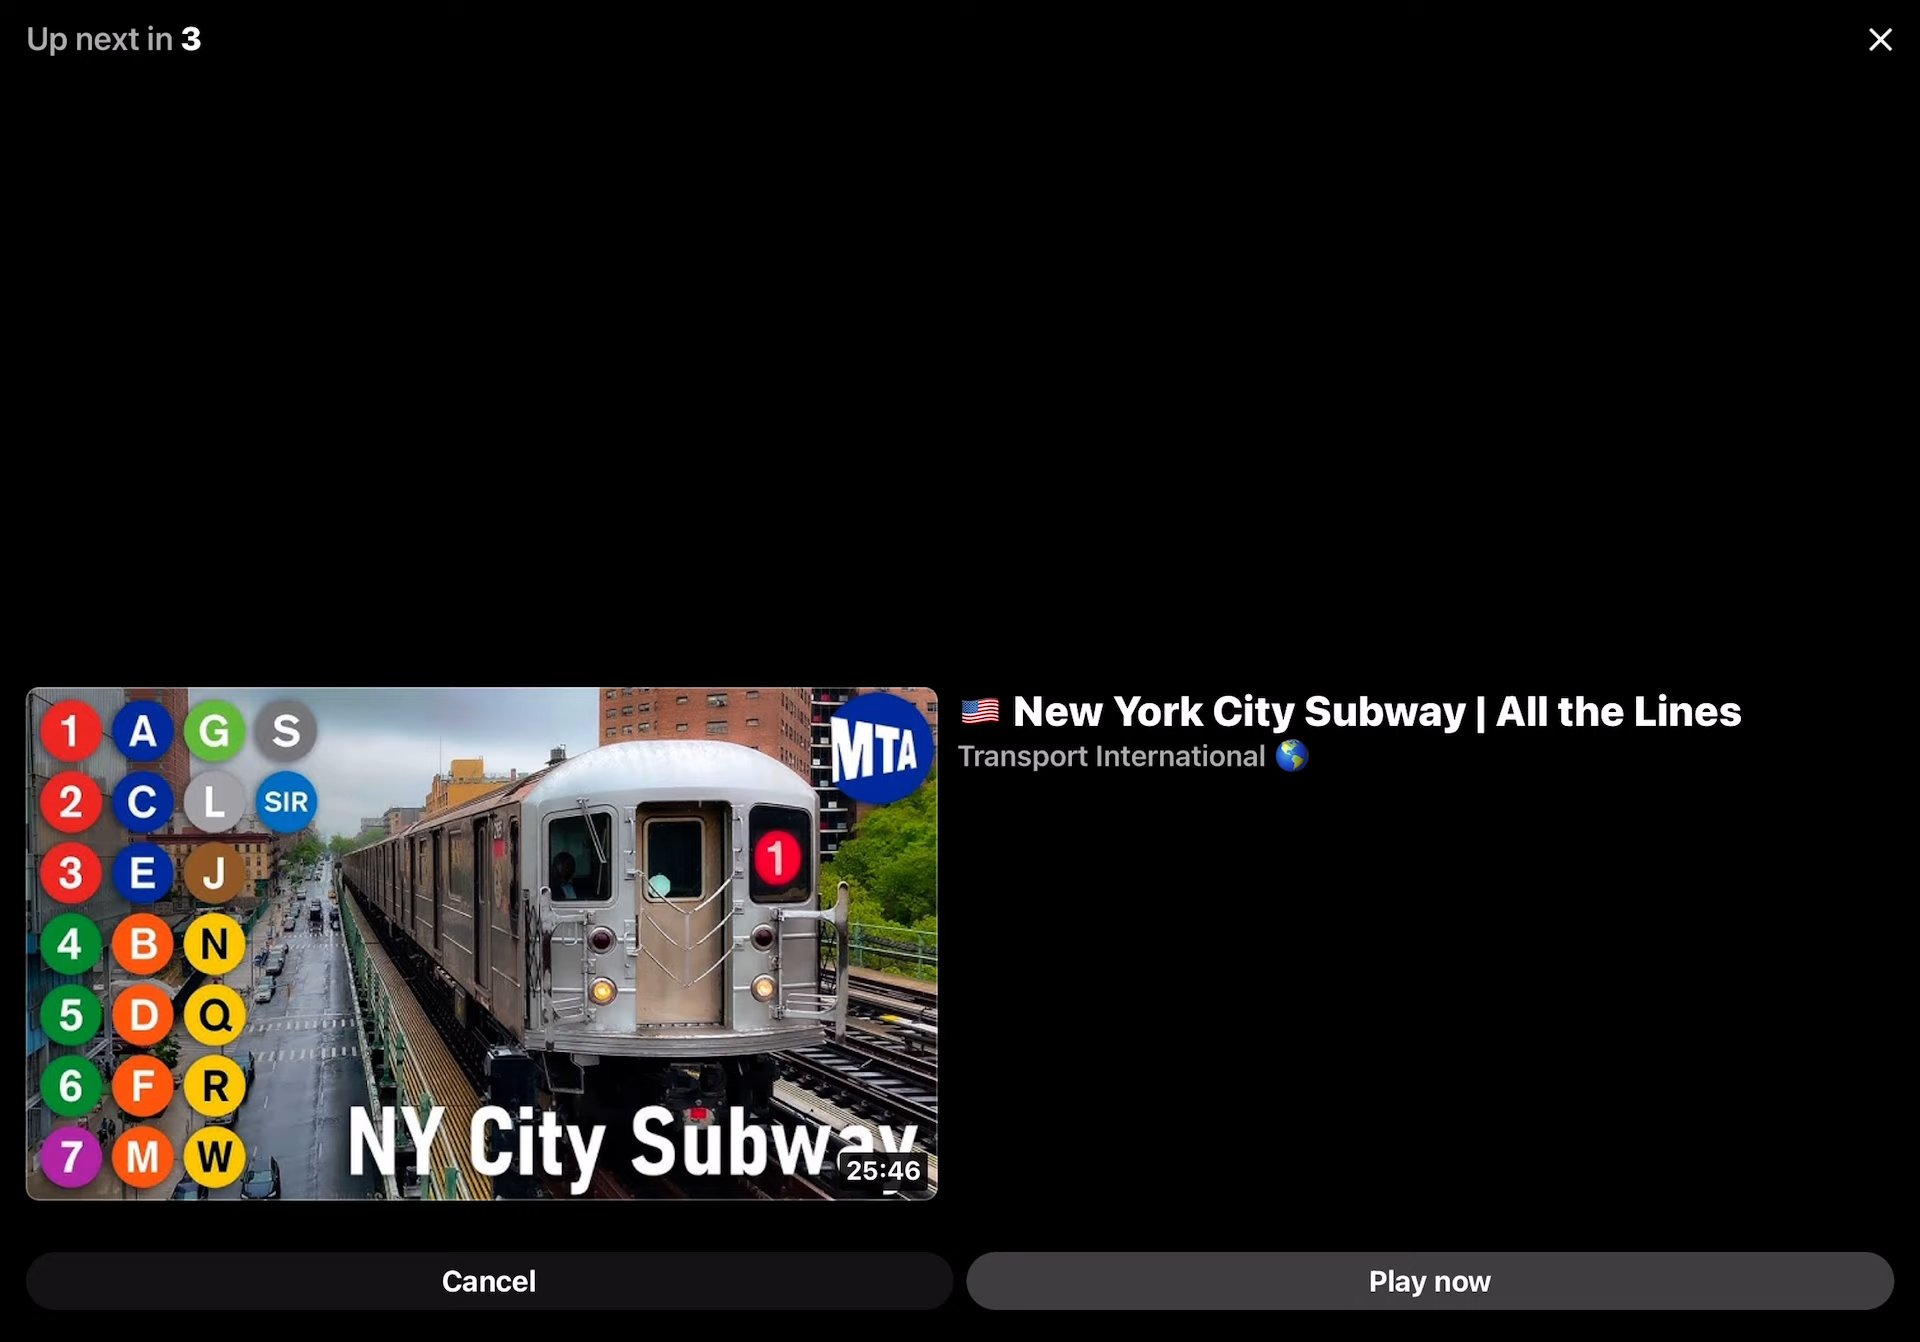 Up next in 3
1 A G S
2 C L SIR
3 E J
4 B N
5 D Q
6 F R
7 M W
MTA
1
NY City Subway
25:46
🇺🇸 New York City Subway | All the Lines
Transport International 🌎
Cancel
Play now